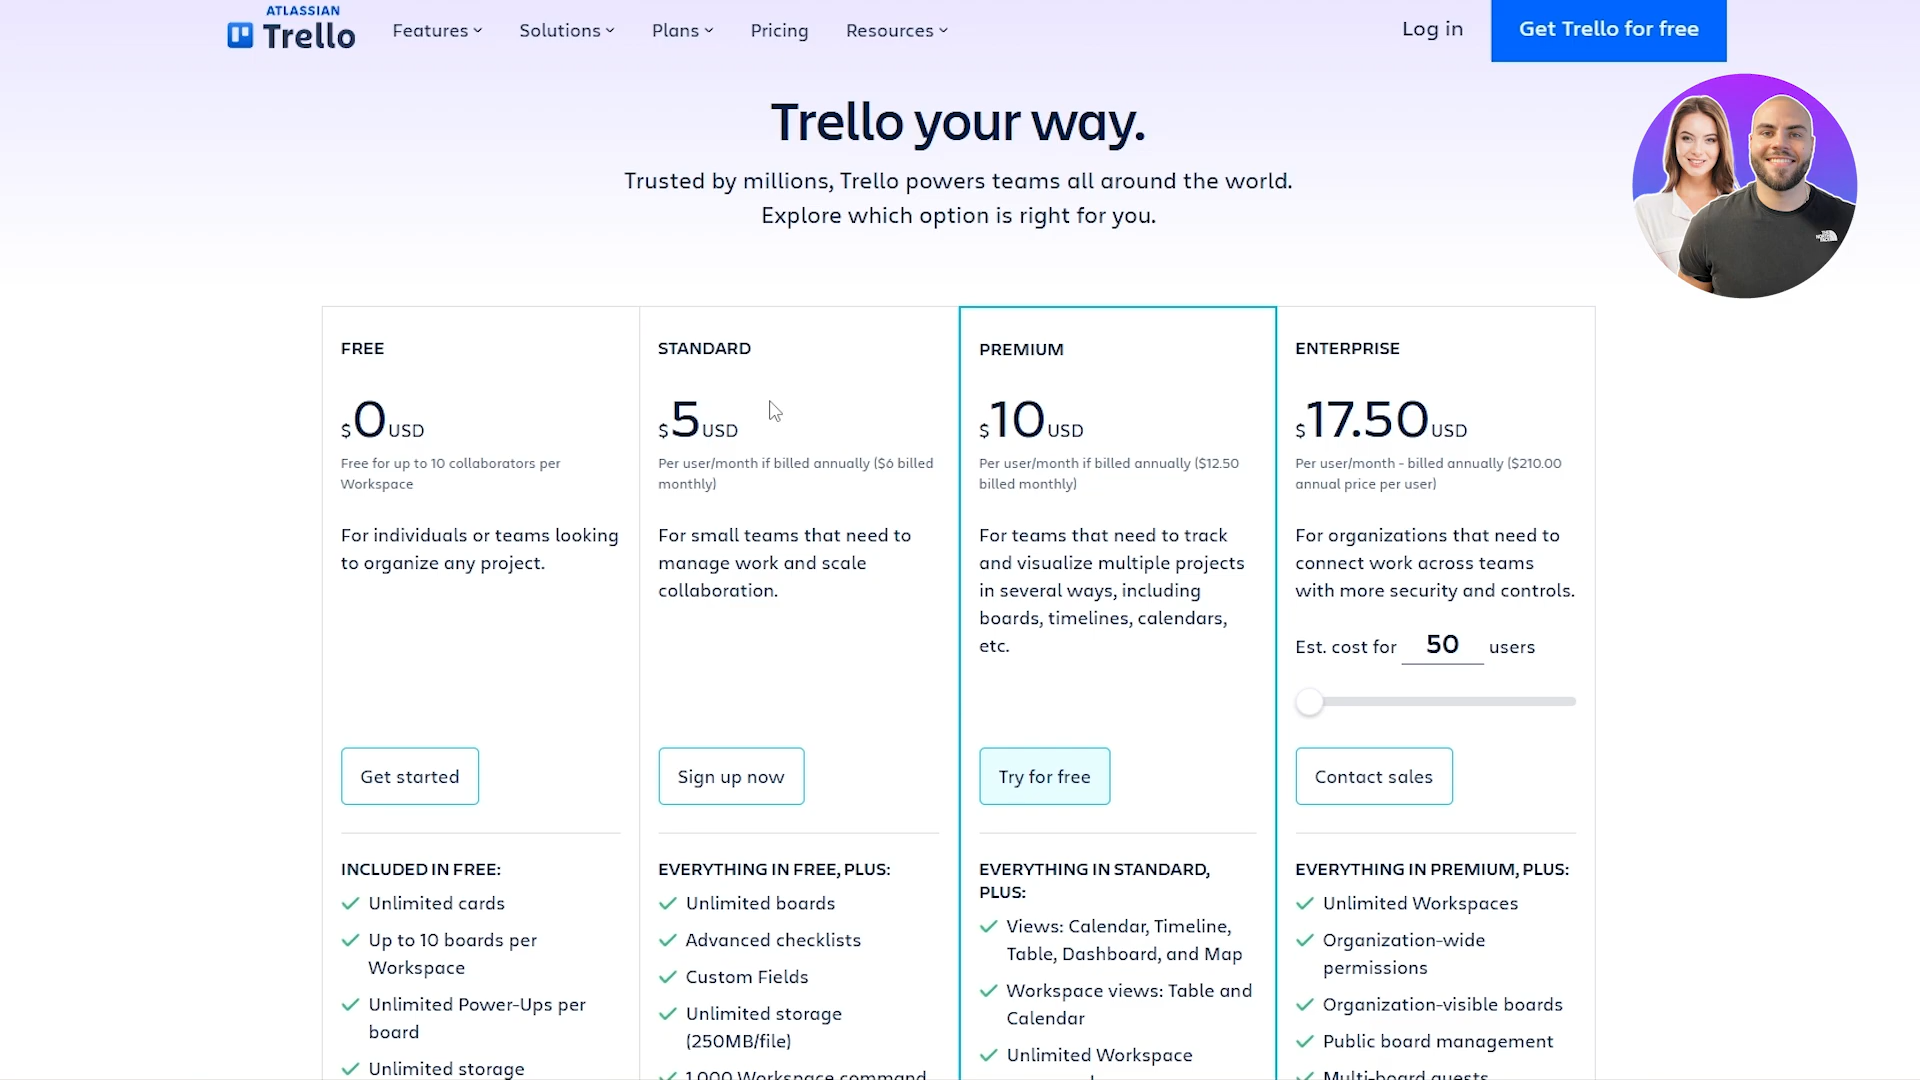 ATLASSIAN
Trello
Features
Solutions
Plans
Pricing
Resources
Log in
Get Trello for free
Trello your way.
Trusted by millions, Trello powers teams all around the world.
Explore which option is right for you.
FREE
$0USD
Free for up to 10 collaborators per
Workspace
For individuals or teams looking
to organize any project.
Get started
INCLUDED IN FREE:
Unlimited cards
Up to 10 boards per
Workspace
Unlimited Power-Ups per
board
Unlimited storage
STANDARD
$5USD
Per user/month if billed annually ($6 billed
monthly)
For small teams that need to
manage work and scale
collaboration.
Sign up now
EVERYTHING IN FREE, PLUS:
Unlimited boards
Advanced checklists
Custom Fields
Unlimited storage
(250MB/file)
1,000 Workspace command
PREMIUM
$10USD
Per user/month if billed annually ($12.50
billed monthly)
For teams that need to track
and visualize multiple projects
in several ways, including
boards, timelines, calendars,
etc.
Try for free
EVERYTHING IN STANDARD,
PLUS:
Views: Calendar, Timeline,
Table, Dashboard, and Map
Workspace views: Table and
Calendar
Unlimited Workspace
ENTERPRISE
$17.50USD
Per user/month - billed annually ($210.00
annual price per user)
For organizations that need to
connect work across teams
with more security and controls.
Est. cost for 50 users
Contact sales
EVERYTHING IN PREMIUM, PLUS:
Unlimited Workspaces
Organization-wide
permissions
Organization-visible boards
Public board management
Multi-board guests